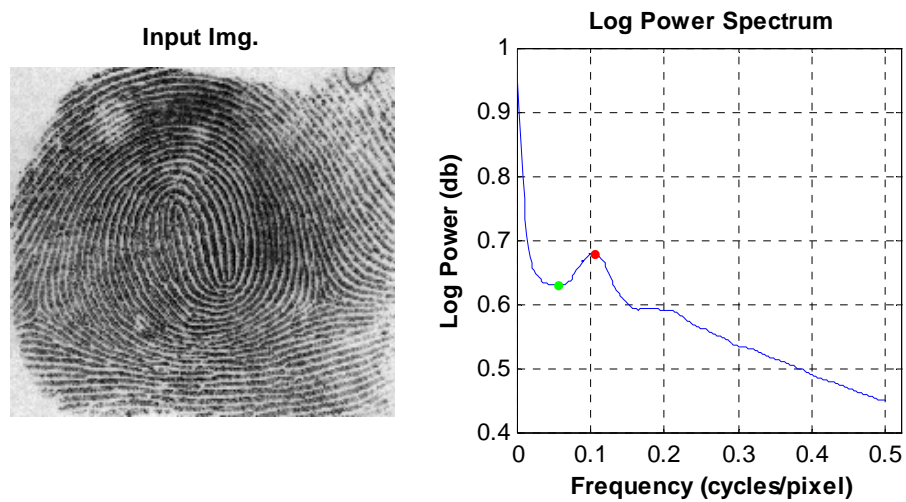 Input Img.
Log Power Spectrum
Log Power (db)
1
0.9
0.8
0.7
0.6
0.5
0.4
0 0.1 0.2 0.3 0.4 0.5
Frequency (cycles/pixel)